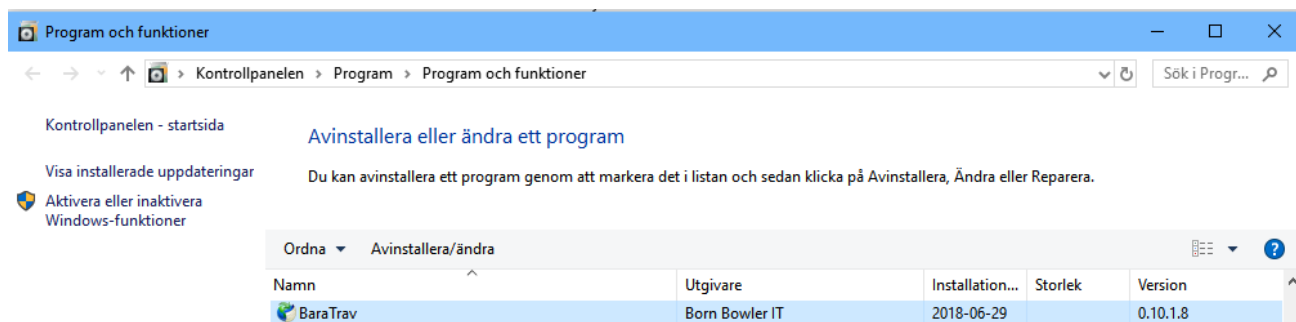 Program och funktioner
Kontrollpanelen > Program > Program och funktioner
Sök i Progr...
Kontrollpanelen - startsida
Visa installerade uppdateringar
Aktivera eller inaktivera
Windows-funktioner
Avinstallera eller ändra ett program
Du kan avinstallera ett program genom att markera det i listan och sedan klicka på Avinstallera, Ändra eller Reparera.
Ordna Avinstallera/ändra
Namn Utgivare Installation... Storlek Version
BaraTrav Born Bowler IT 2018-06-29 0.10.1.8